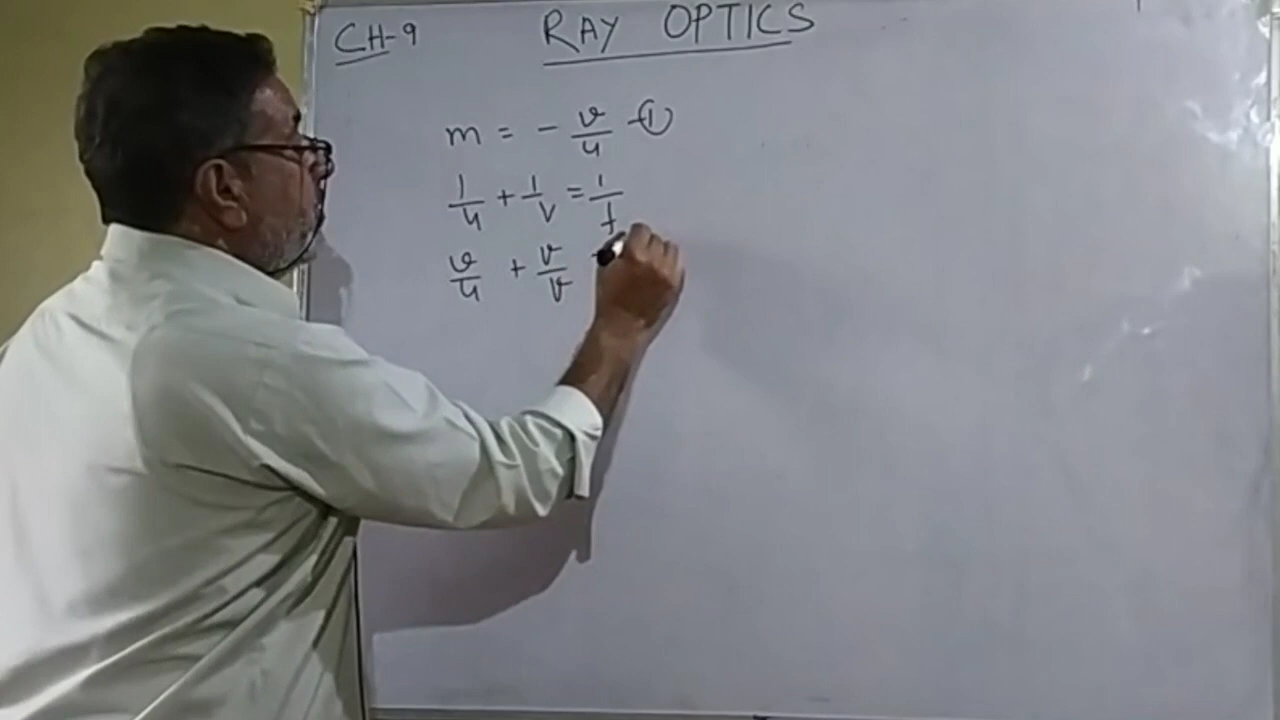 CH-9 RAY OPTICS
m = - v/u -①
1/u + 1/v = 1/f
v/u + v/v